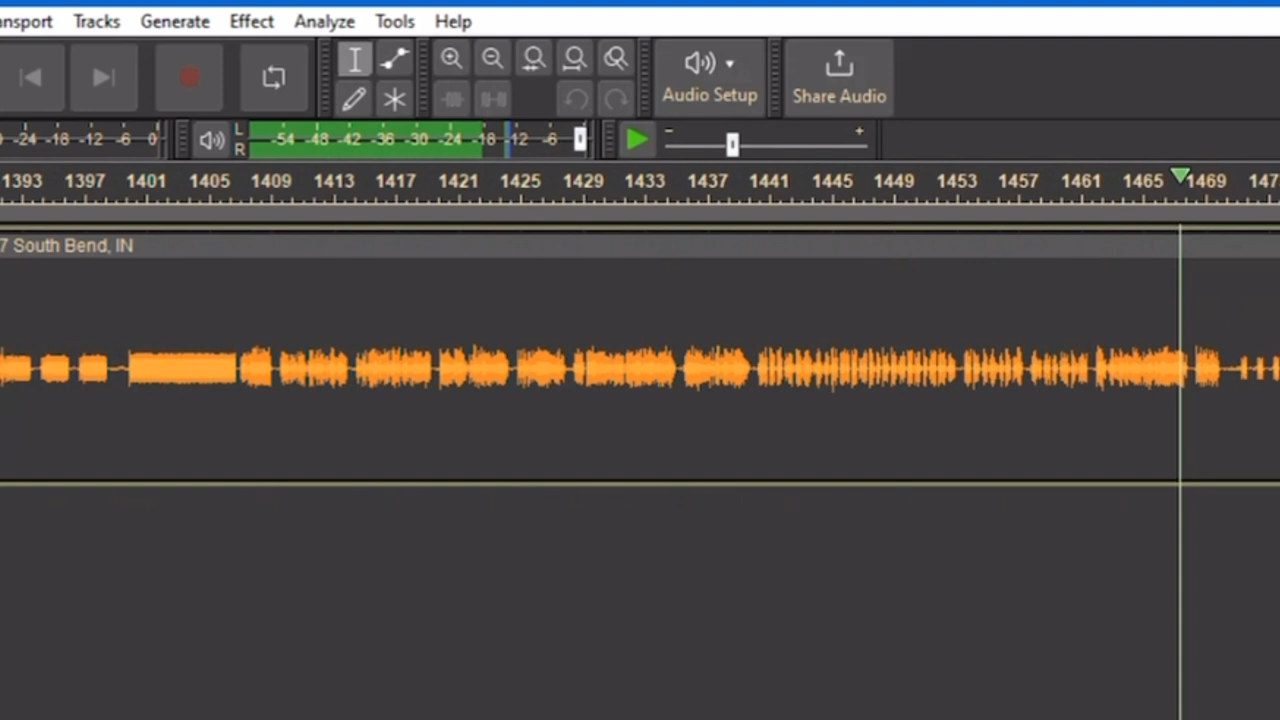 nsport Tracks Generate Effect Analyze Tools Help
Audio Setup
Share Audio
-24 -18 -12 -6 0
L
R
-54 -48 -42 -36 -30 -24 -18 -12 -6
- +
1393 1397 1401 1405 1409 1413 1417 1421 1425 1429 1433 1437 1441 1445 1449 1453 1457 1461 1465 1469 147
7 South Bend, IN